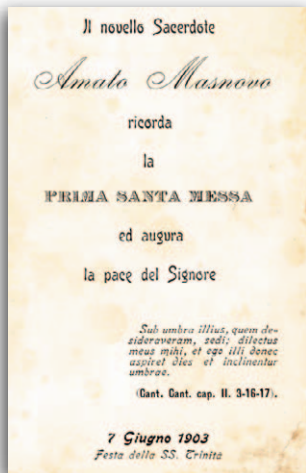 Il novello Sacerdote
Amato Masnovo
ricorda
la
PRIMA SANTA MESSA
ed augura
la pace del Signore
Sub umbra illius, quem de-
sideraveram, sedi; dilectus
meus mihi, et ego illi donec
aspiret dies et inclinentur
umbrae.
(Cant. Cant. cap. II. 3-16-17).
7 Giugno 1903
Festa della SS. Trinità